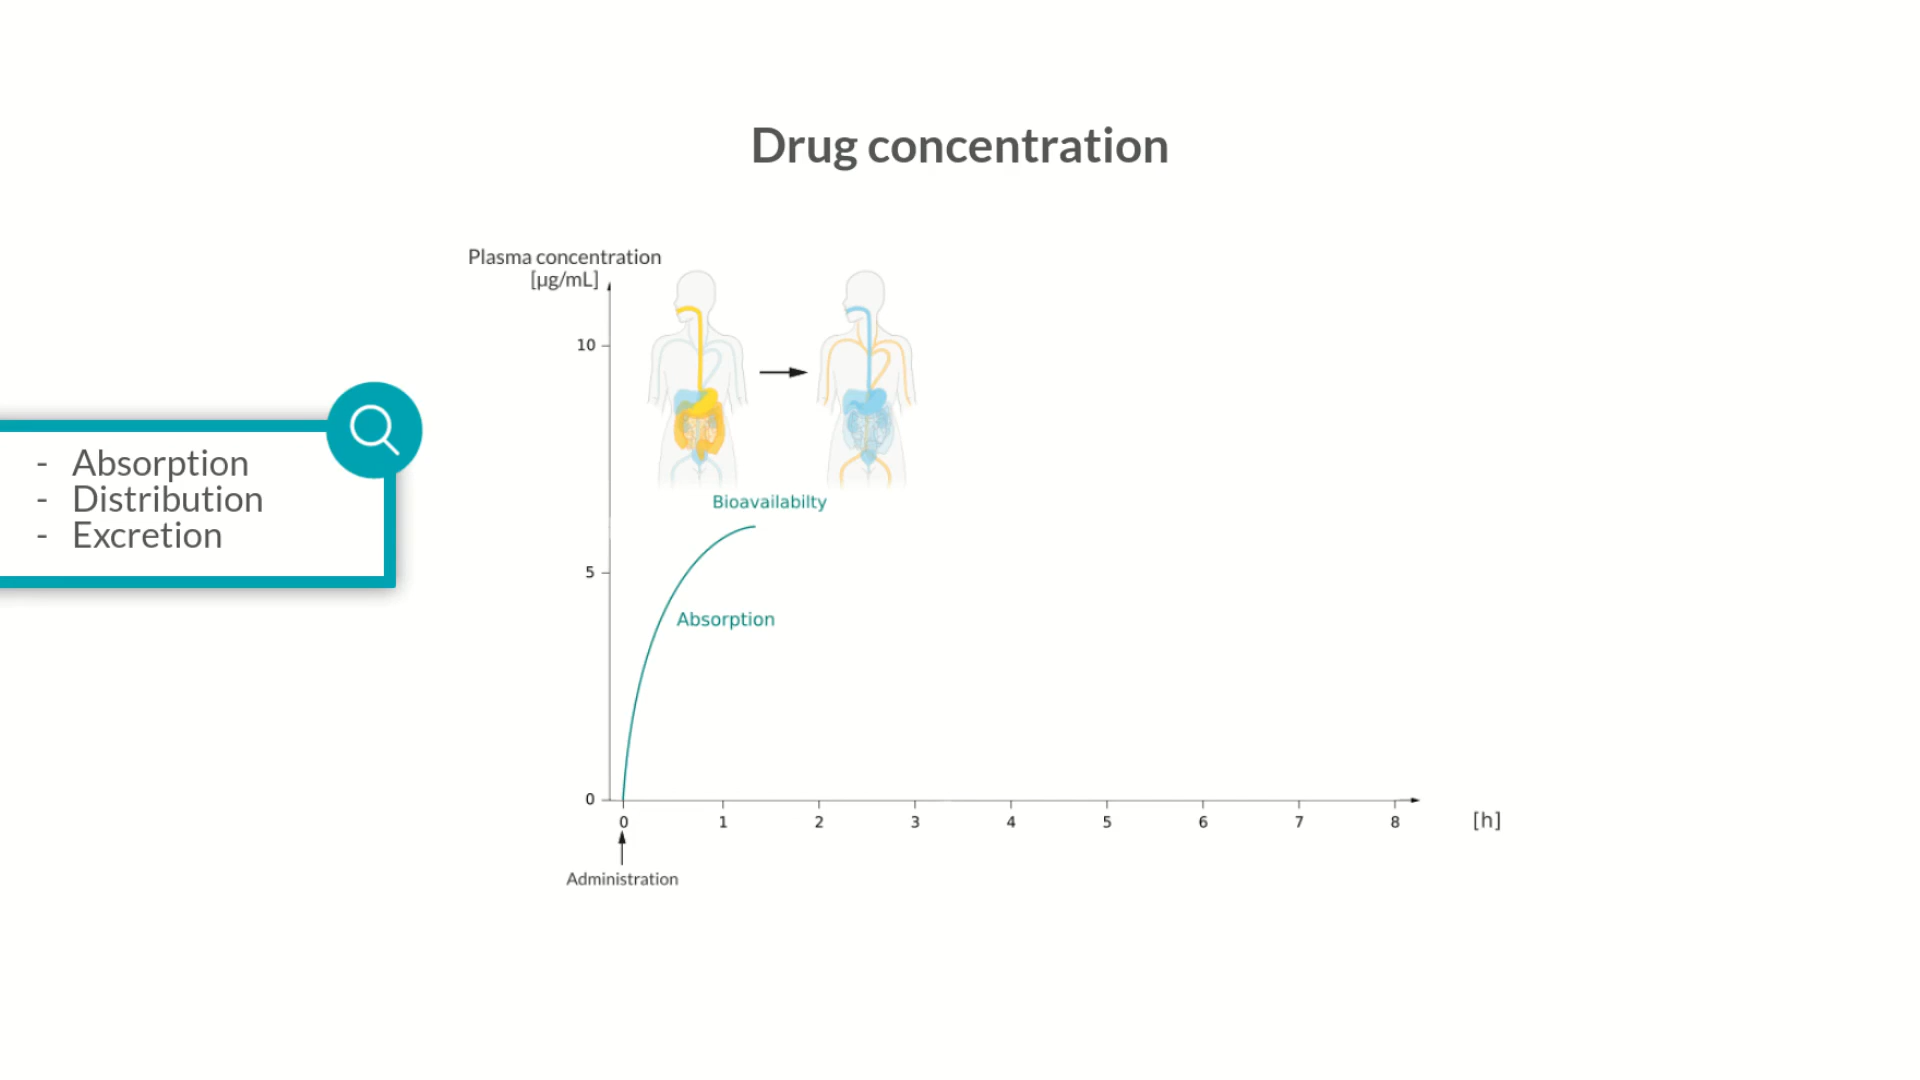 Drug concentration
Plasma concentration
[µg/mL]
10
5
0
- Absorption
- Distribution
- Excretion
Bioavailabilty
Absorption
0 1 2 3 4 5 6 7 8 [h]
Administration